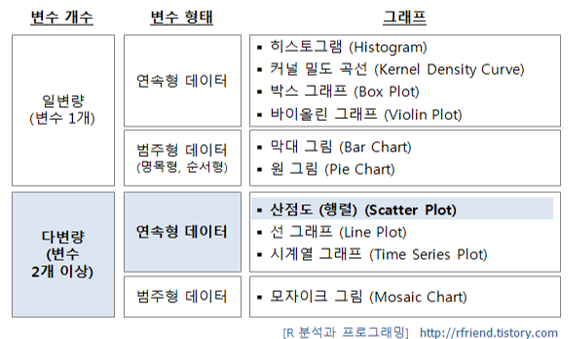 변수 개수 변수 형태 그래프
일변량
(변수 1개)
연속형 데이터
▪ 히스토그램 (Histogram)
▪ 커널 밀도 곡선 (Kernel Density Curve)
▪ 박스 그래프 (Box Plot)
▪ 바이올린 그래프 (Violin Plot)
범주형 데이터
(명목형, 순서형)
▪ 막대 그림 (Bar Chart)
▪ 원 그림 (Pie Chart)
다변량
(변수
2개 이상)
연속형 데이터
▪ 산점도 (행렬) (Scatter Plot)
▪ 선 그래프 (Line Plot)
▪ 시계열 그래프 (Time Series Plot)
범주형 데이터
▪ 모자이크 그림 (Mosaic Chart)
[R 분석과 프로그래밍] http://rfriend.tistory.com